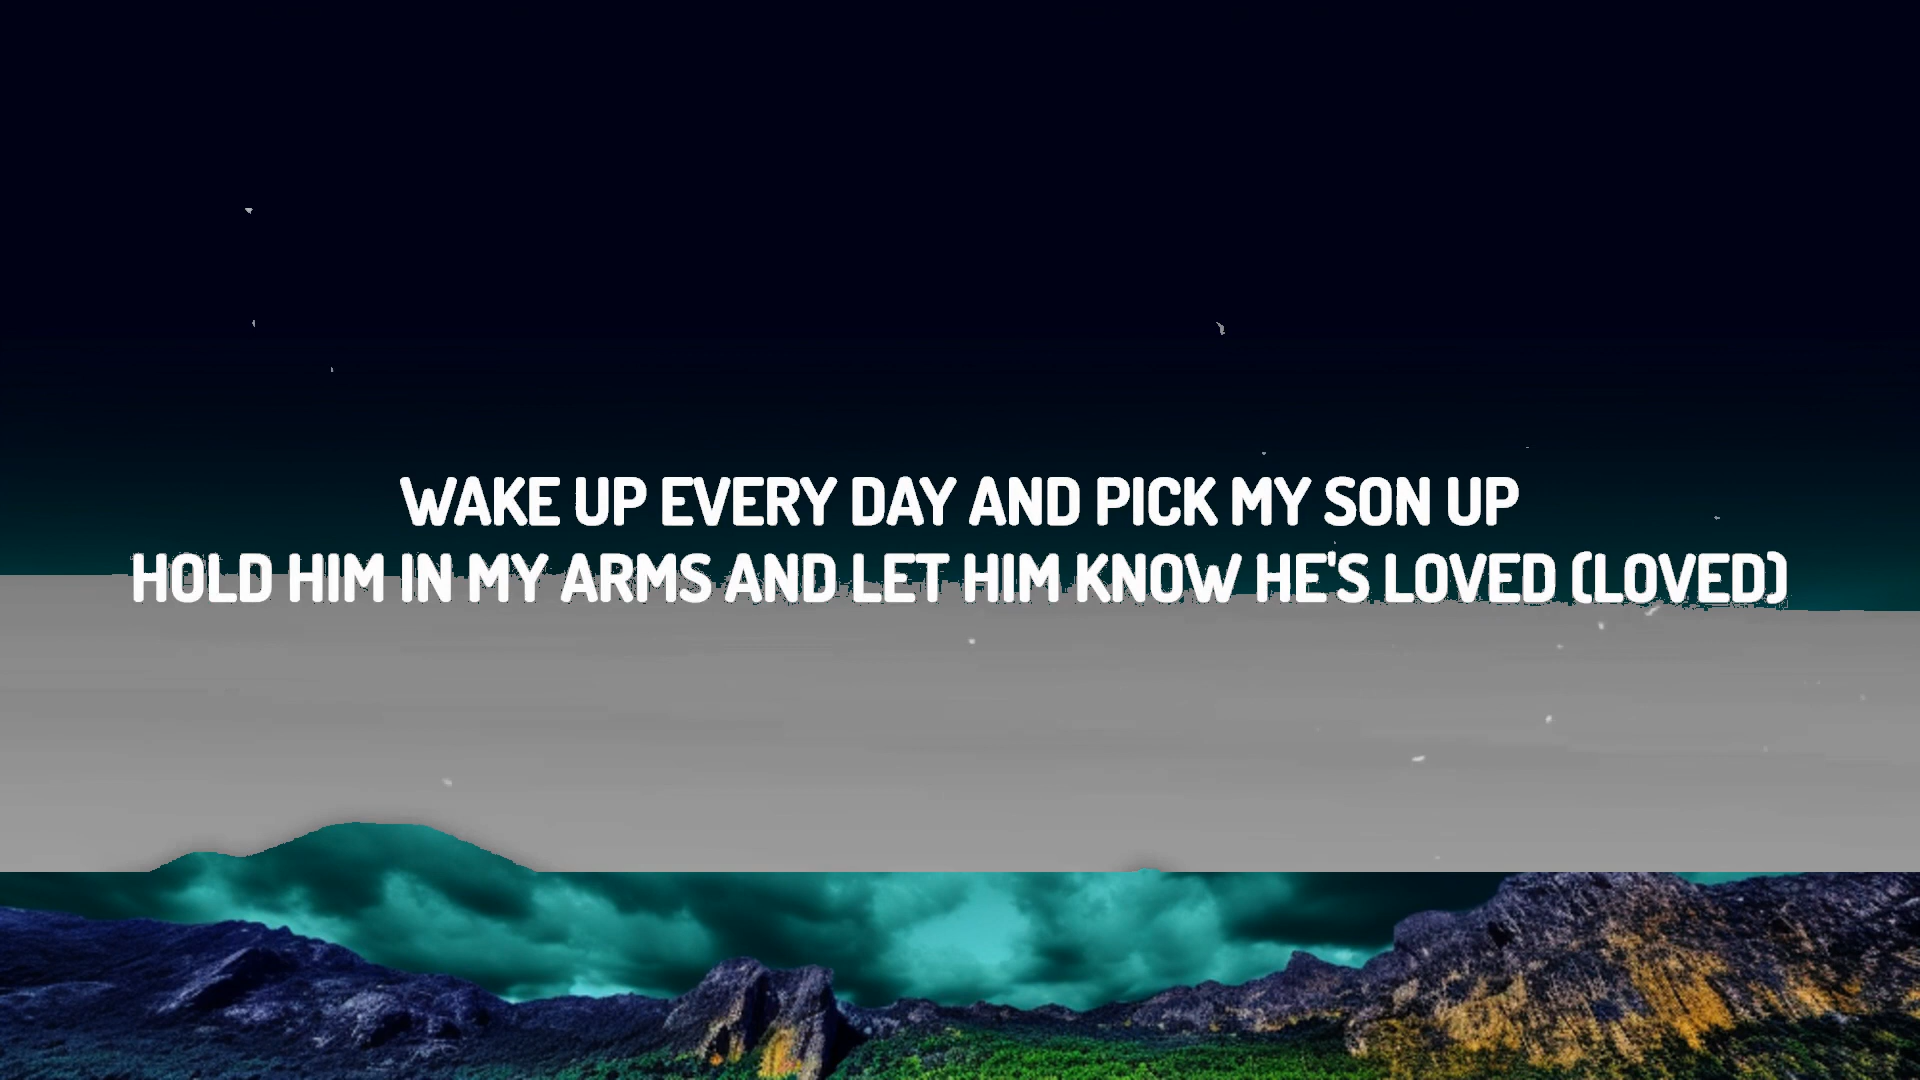 WAKE UP EVERY DAY AND PICK MY SON UP
HOLD HIM IN MY ARMS AND LET HIM KNOW HE'S LOVED (LOVED)